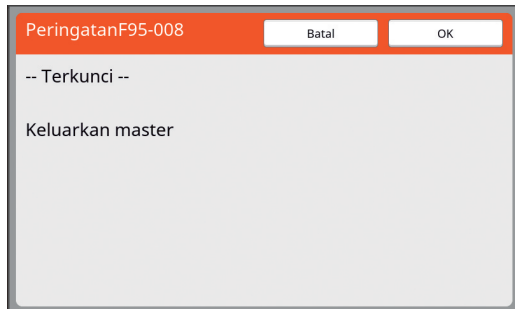 PeringatanF95-008
Batal
OK
-- Terkunci --
Keluarkan master